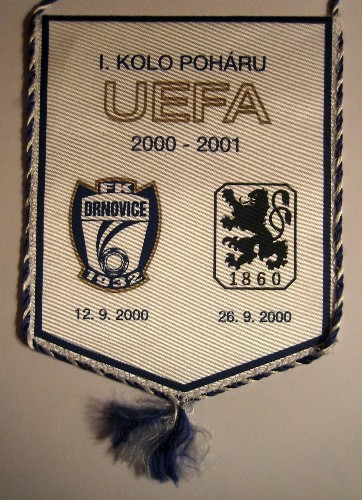 I. KOLO POHÁRU
UEFA
2000 - 2001
FK
DRNOVICE
1932
1860
12. 9. 2000
26. 9. 2000